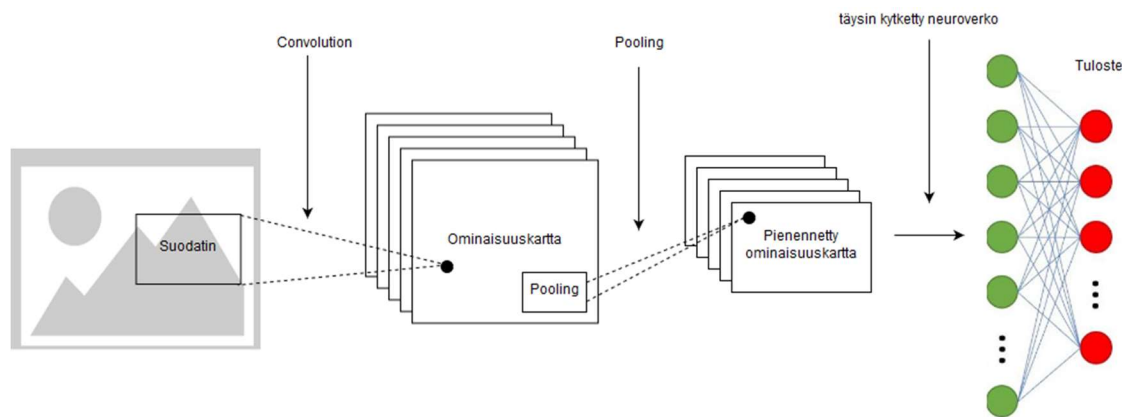 täysin kytketty neuroverko
Convolution
Pooling
Tuloste
Suodatin
Ominaisuuskartta
Pooling
Pienennetty
ominaisuuskartta